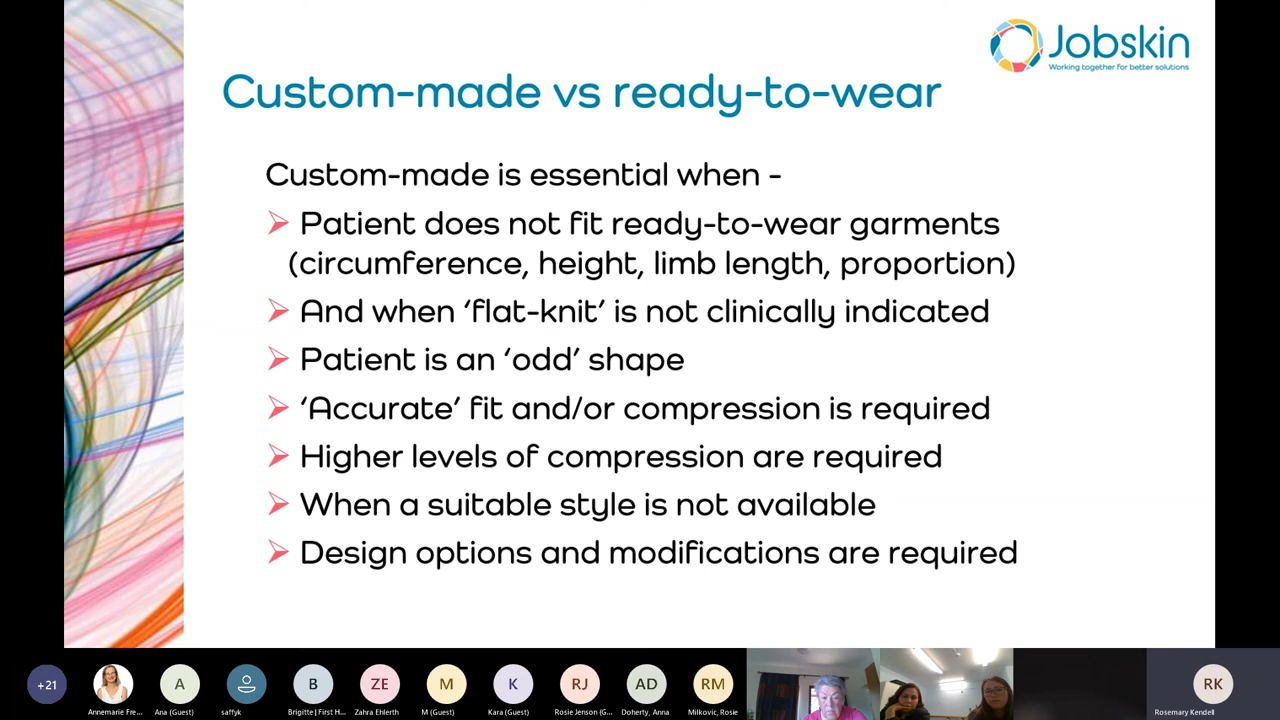 Jobskin
Working together for better solutions
Custom-made vs ready-to-wear
Custom-made is essential when -
Patient does not fit ready-to-wear garments
(circumference, height, limb length, proportion)
And when ‘flat-knit’ is not clinically indicated
Patient is an ‘odd’ shape
‘Accurate’ fit and/or compression is required
Higher levels of compression are required
When a suitable style is not available
Design options and modifications are required
+21
A
B
ZE
M
K
RJ
AD
RM
RK
Annemarie Fre...
Ana (Guest)
saffyk
Brigitte | First H...
Zahra Ehlerth
M (Guest)
Kara (Guest)
Rosie Jenson (G...
Doherty, Anna
Milkovic, Rosie
Rosemary Kendell